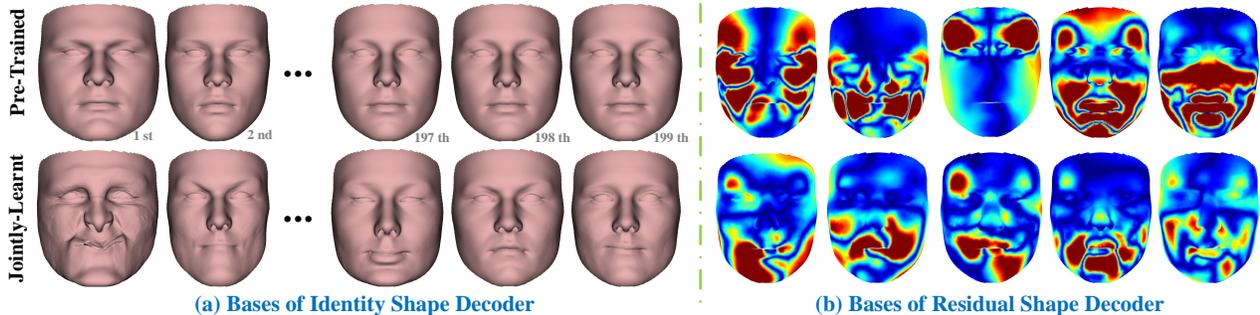 Pre-Trained
1 st
2 nd
•••
197 th
198 th
199 th
Jointly-Learnt
•••
(a) Bases of Identity Shape Decoder
(b) Bases of Residual Shape Decoder